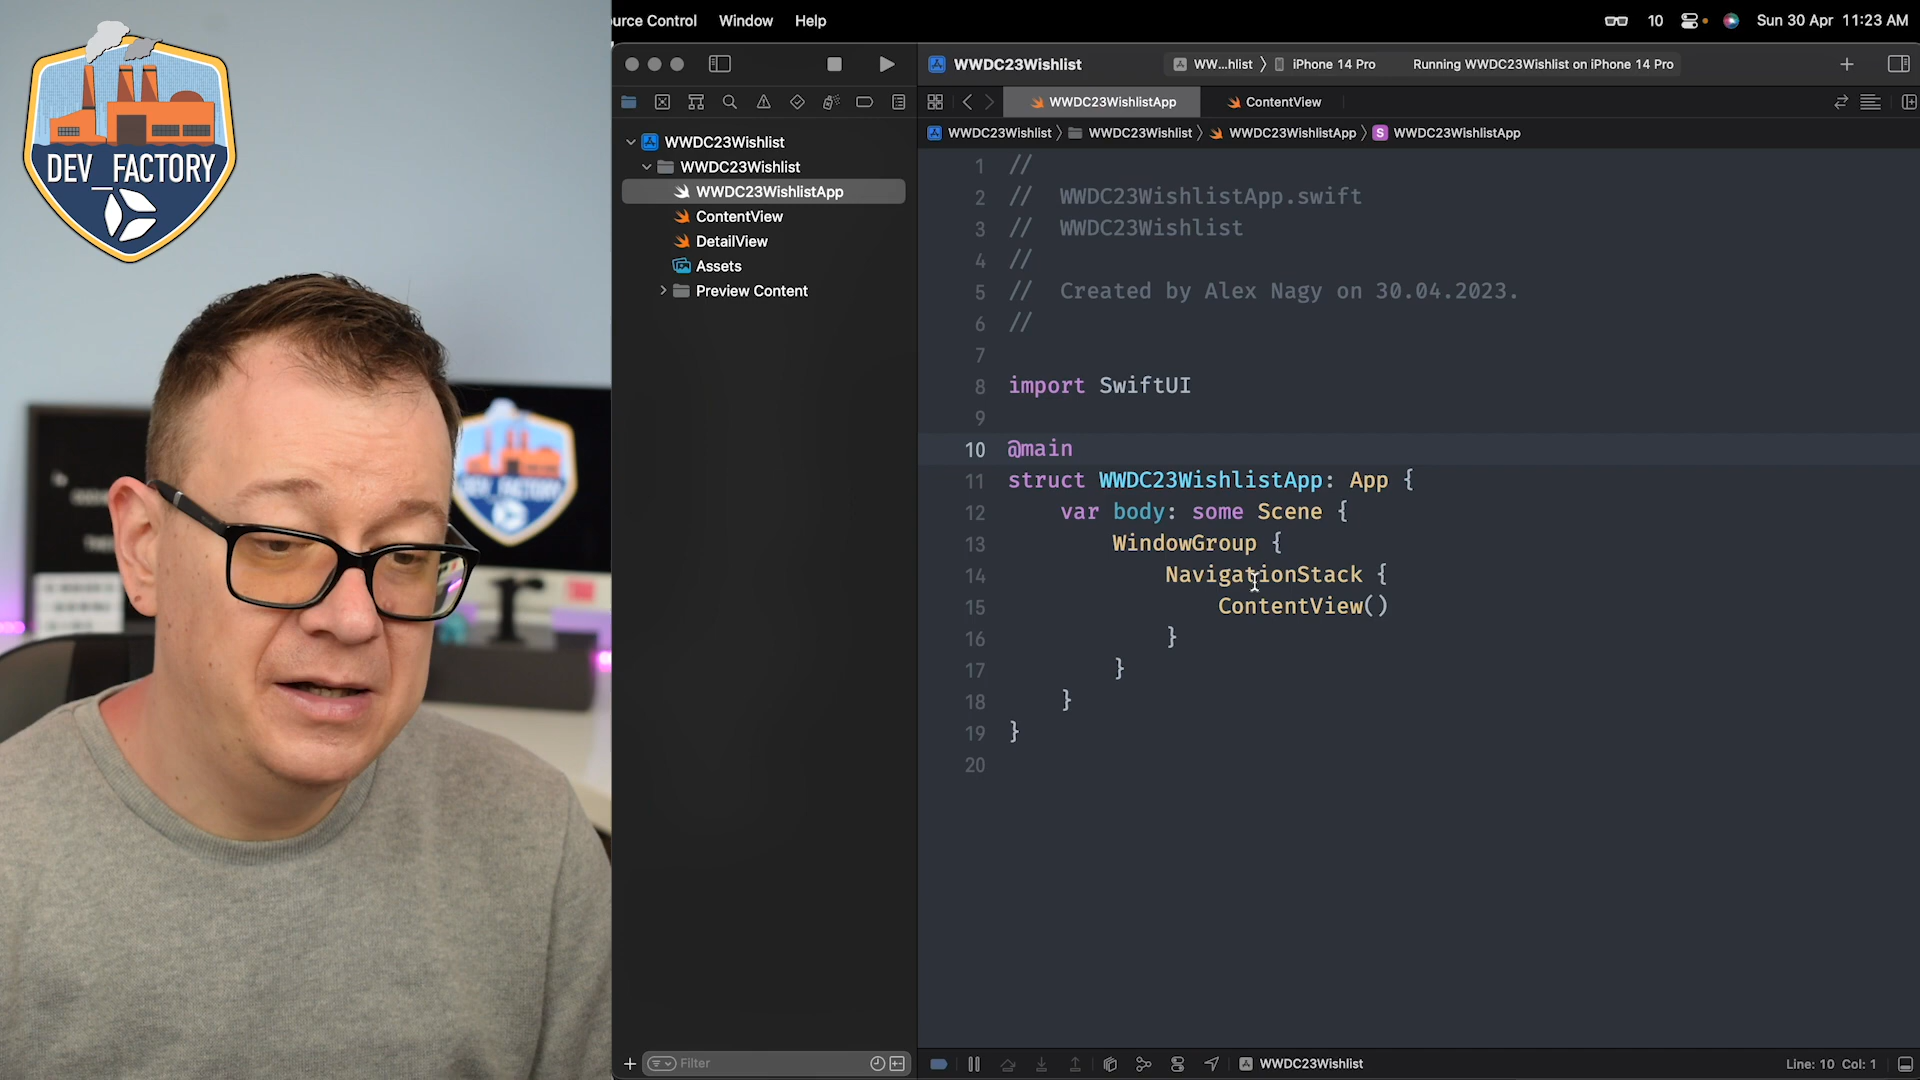 DEV_FACTORY
urce Control Window Help
10 Sun 30 Apr 11:23 AM
WWDC23Wishlist
WW...hlist
iPhone 14 Pro
Running WWDC23Wishlist on iPhone 14 Pro
WWDC23WishlistApp
ContentView
WWDC23Wishlist
WWDC23Wishlist
WWDC23WishlistApp
WWDC23WishlistApp
WWDC23Wishlist
WWDC23Wishlist
WWDC23WishlistApp
ContentView
DetailView
Assets
Preview Content
1 //
2 // WWDC23WishlistApp.swift
3 // WWDC23Wishlist
4 //
5 // Created by Alex Nagy on 30.04.2023.
6 //
7
8 import SwiftUI
9
10 @main
11 struct WWDC23WishlistApp: App {
12 var body: some Scene {
13 WindowGroup {
14 NavigationStack {
15 ContentView()
16 }
17 }
18 }
19 }
20
DEV_FACTORY
Filter
WWDC23Wishlist
Line: 10 Col: 1